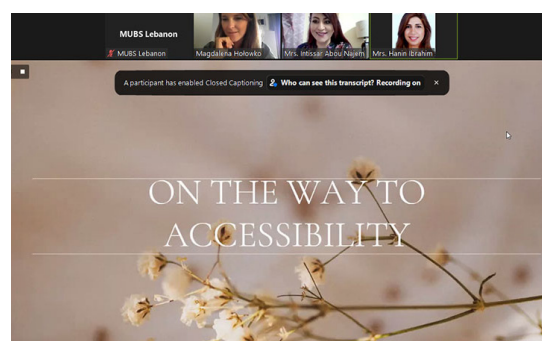 MUBS Lebanon
MUBS Lebanon
Magdalena Hołowko
Mrs. Intissar Abou Najem
Mrs. Hanin Ibrahim
A participant has enabled Closed Captioning
Who can see this transcript? Recording on
ON THE WAY TO
ACCESSIBILITY